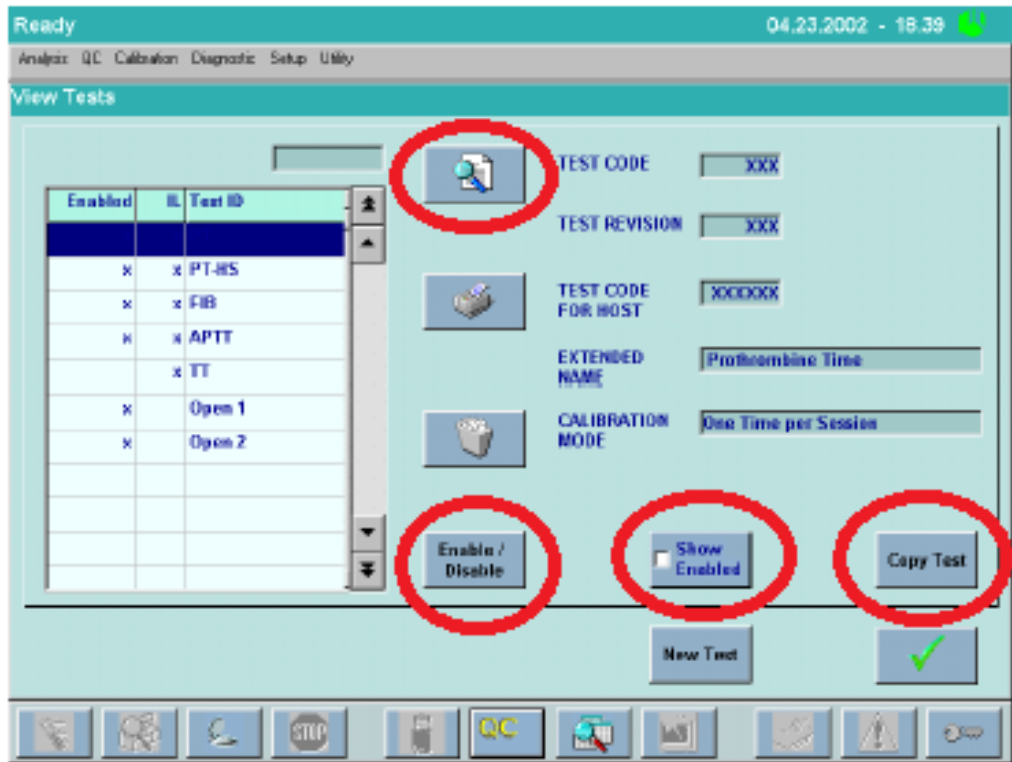 Ready 04.23.2002 - 18.39
Analysis QC Calibration Diagnostic Setup Utility
View Tests
TEST CODE XXX
Enabled IL Test ID
TEST REVISION XXX
x x PT-HS
x x FIB
x x APTT
x TT
x Open 1
x Open 2
TEST CODE
FOR HOST XXXXXXX
EXTENDED
NAME Prothrombine Time
CALIBRATION
MODE One Time per Session
Enable /
Disable
Show
Enabled
Copy Test
New Test
STOP
QC